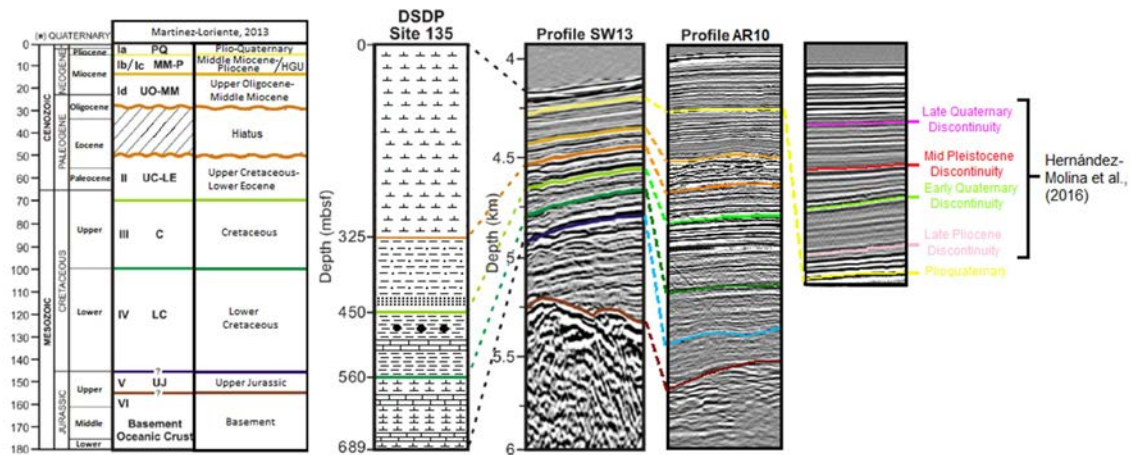 (*) QUATERNARY
Martinez-Loriente, 2013
0
10
20
30
40
50
60
70
80
90
100
110
120
130
140
150
160
170
180
CENOZOIC
MESOZOIC
NEOGENE
PALEOGENE
CRETACEOUS
JURASSIC
Pliocene
Miocene
Oligocene
Eocene
Paleocene
Upper
Lower
Upper
Middle
Lower
Ia PQ
Ib/ Ic MM-P
Id UO-MM
II UC-LE
III C
IV LC
?
V UJ
?
VI
Basement
Oceanic Crust
Plio-Quaternary
Middle Miocene-
Pliocene /HGU
Upper Oligocene-
Middle Miocene
Hiatus
Upper Cretaceous-
Lower Eocene
Cretaceous
Lower
Cretaceous
Upper Jurassic
Basement
DSDP
Site 135
Depth (mbsf)
0
325
450
560
689
Profile SW13
Depth (km)
4
4.5
5
5.5
6
Profile AR10
Late Quaternary
Discontinuity
Mid Pleistocene
Discontinuity
Early Quaternary
Discontinuity
Late Pliocene
Discontinuity
Plioquaternary
Hernández-
Molina et al.,
(2016)